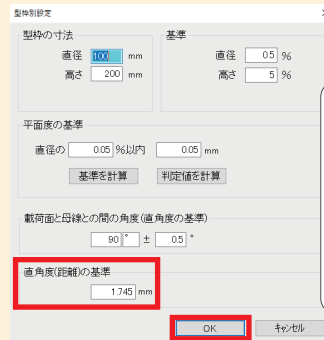 型枠別設定
型枠の寸法
直径 100 mm
高さ 200 mm
基準
直径 0.5 %
高さ 5 %
平面度の基準
直径の 0.05 %以内 0.05 mm
基準を計算 判定値を計算
載荷面と母線との間の角度(直角度の基準)
90 ° ± 0.5 °
直角度(距離)の基準
1.745 mm
OK キャンセル